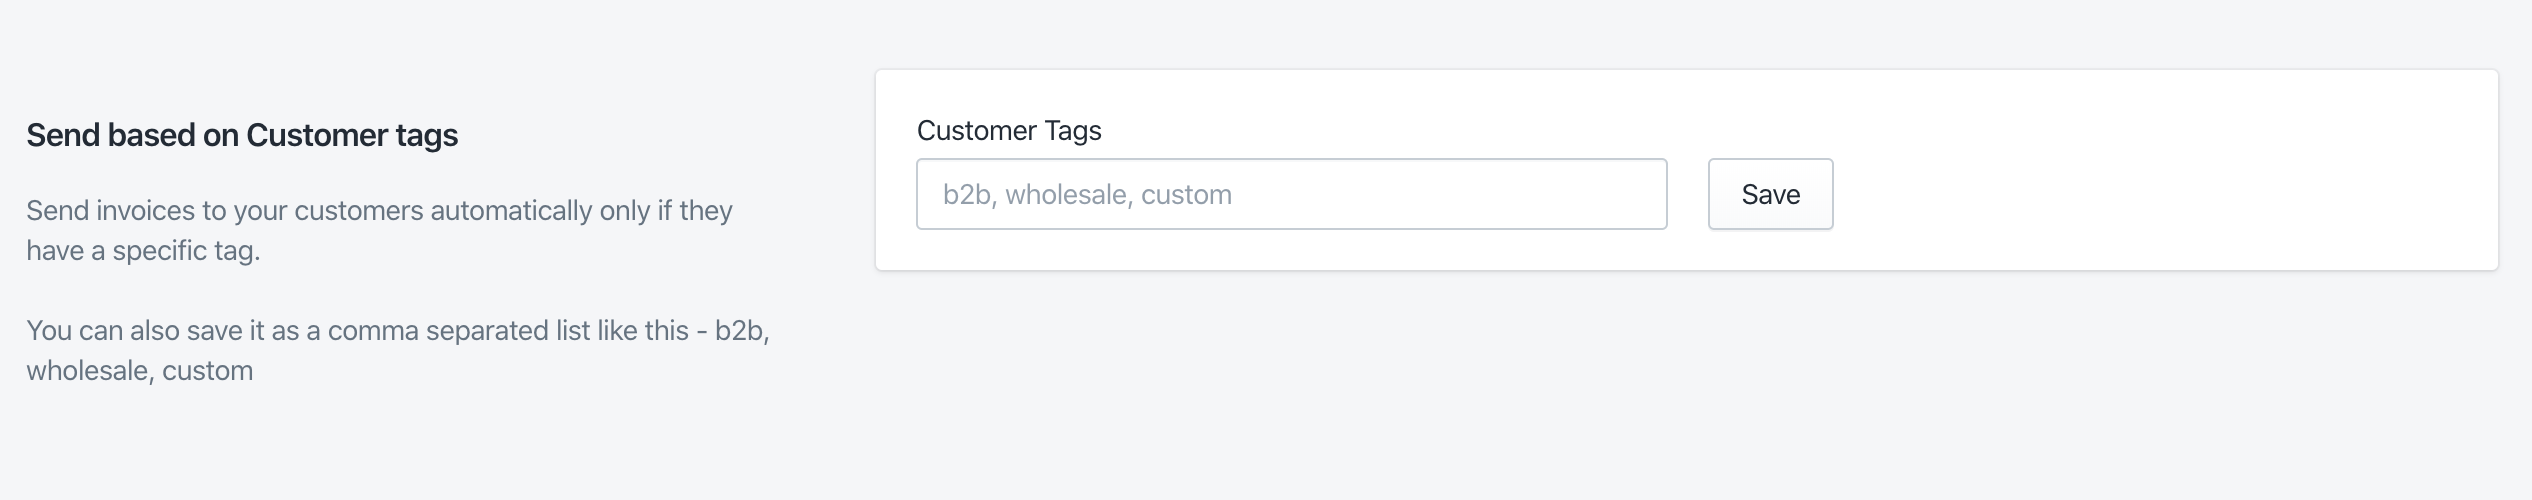 Send based on Customer tags
Send invoices to your customers automatically only if they
have a specific tag.
You can also save it as a comma separated list like this - b2b,
wholesale, custom
Customer Tags
b2b, wholesale, custom
Save